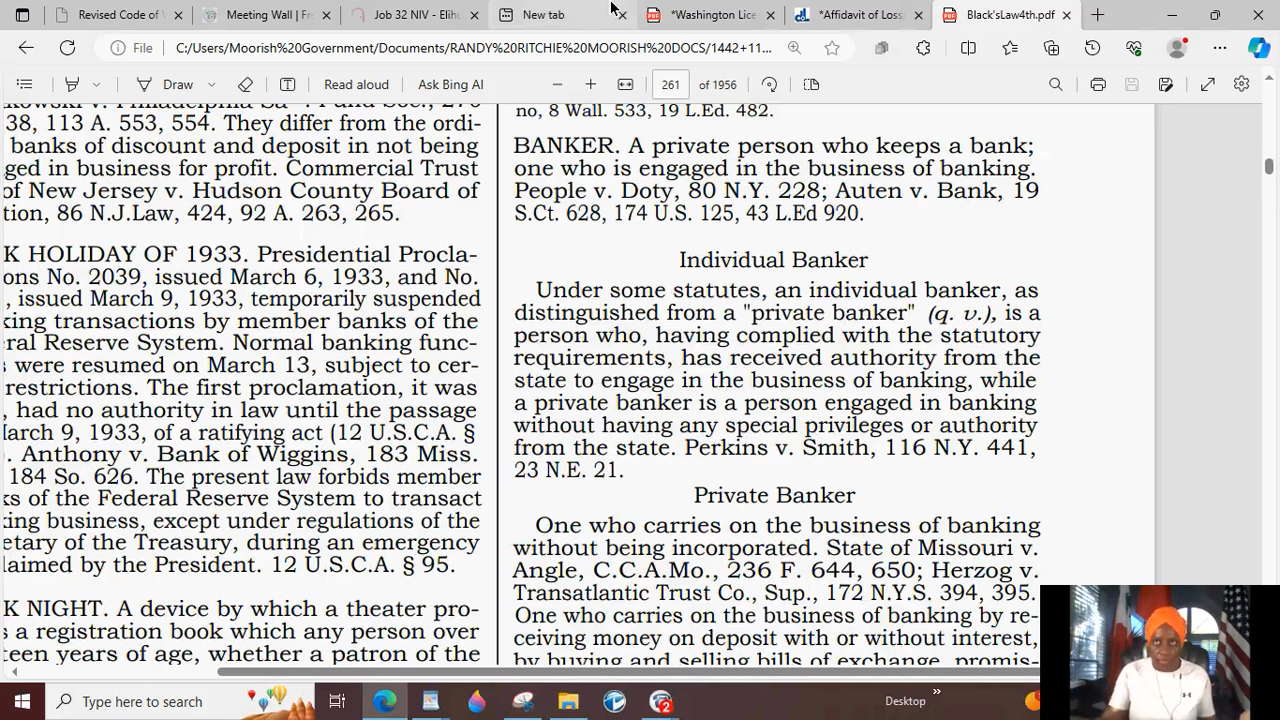 Revised Code of W
Meeting Wall | Fre
Job 32 NIV - Elihu
New tab
*Washington Lice
*Affidavit of Loss,
Black'sLaw4th.pdf
C:/Users/Moorish%20Government/Documents/RANDY%20RITCHIE%20MOORISH%20DOCS/1442+11...
Draw
Read aloud
Ask Bing AI
261 of 1956
38, 113 A. 553, 554. They differ from the ordi-
banks of discount and deposit in not being
ged in business for profit. Commercial Trust
of New Jersey v. Hudson County Board of
tion, 86 N.J.Law, 424, 92 A. 263, 265.
K HOLIDAY OF 1933. Presidential Procla-
ons No. 2039, issued March 6, 1933, and No.
, issued March 9, 1933, temporarily suspended
king transactions by member banks of the
ral Reserve System. Normal banking func-
were resumed on March 13, subject to cer-
restrictions. The first proclamation, it was
, had no authority in law until the passage
March 9, 1933, of a ratifying act (12 U.S.C.A. §
. Anthony v. Bank of Wiggins, 183 Miss.
184 So. 626. The present law forbids member
ks of the Federal Reserve System to transact
king business, except under regulations of the
etary of the Treasury, during an emergency
laimed by the President. 12 U.S.C.A. § 95.
K NIGHT. A device by which a theater pro-
s a registration book which any person over
teen years of age, whether a patron of the
no, 8 Wall. 533, 19 L.Ed. 482.
BANKER. A private person who keeps a bank;
one who is engaged in the business of banking.
People v. Doty, 80 N.Y. 228; Auten v. Bank, 19
S.Ct. 628, 174 U.S. 125, 43 L.Ed 920.
Individual Banker
Under some statutes, an individual banker, as
distinguished from a "private banker" (q. v.), is a
person who, having complied with the statutory
requirements, has received authority from the
state to engage in the business of banking, while
a private banker is a person engaged in banking
without having any special privileges or authority
from the state. Perkins v. Smith, 116 N.Y. 441,
23 N.E. 21.
Private Banker
One who carries on the business of banking
without being incorporated. State of Missouri v.
Angle, C.C.A.Mo., 236 F. 644, 650; Herzog v.
Transatlantic Trust Co., Sup., 172 N.Y.S. 394, 395.
One who carries on the business of banking by re-
ceiving money on deposit with or without interest,
by buying and selling bills of exchange, promis-
Type here to search
Desktop